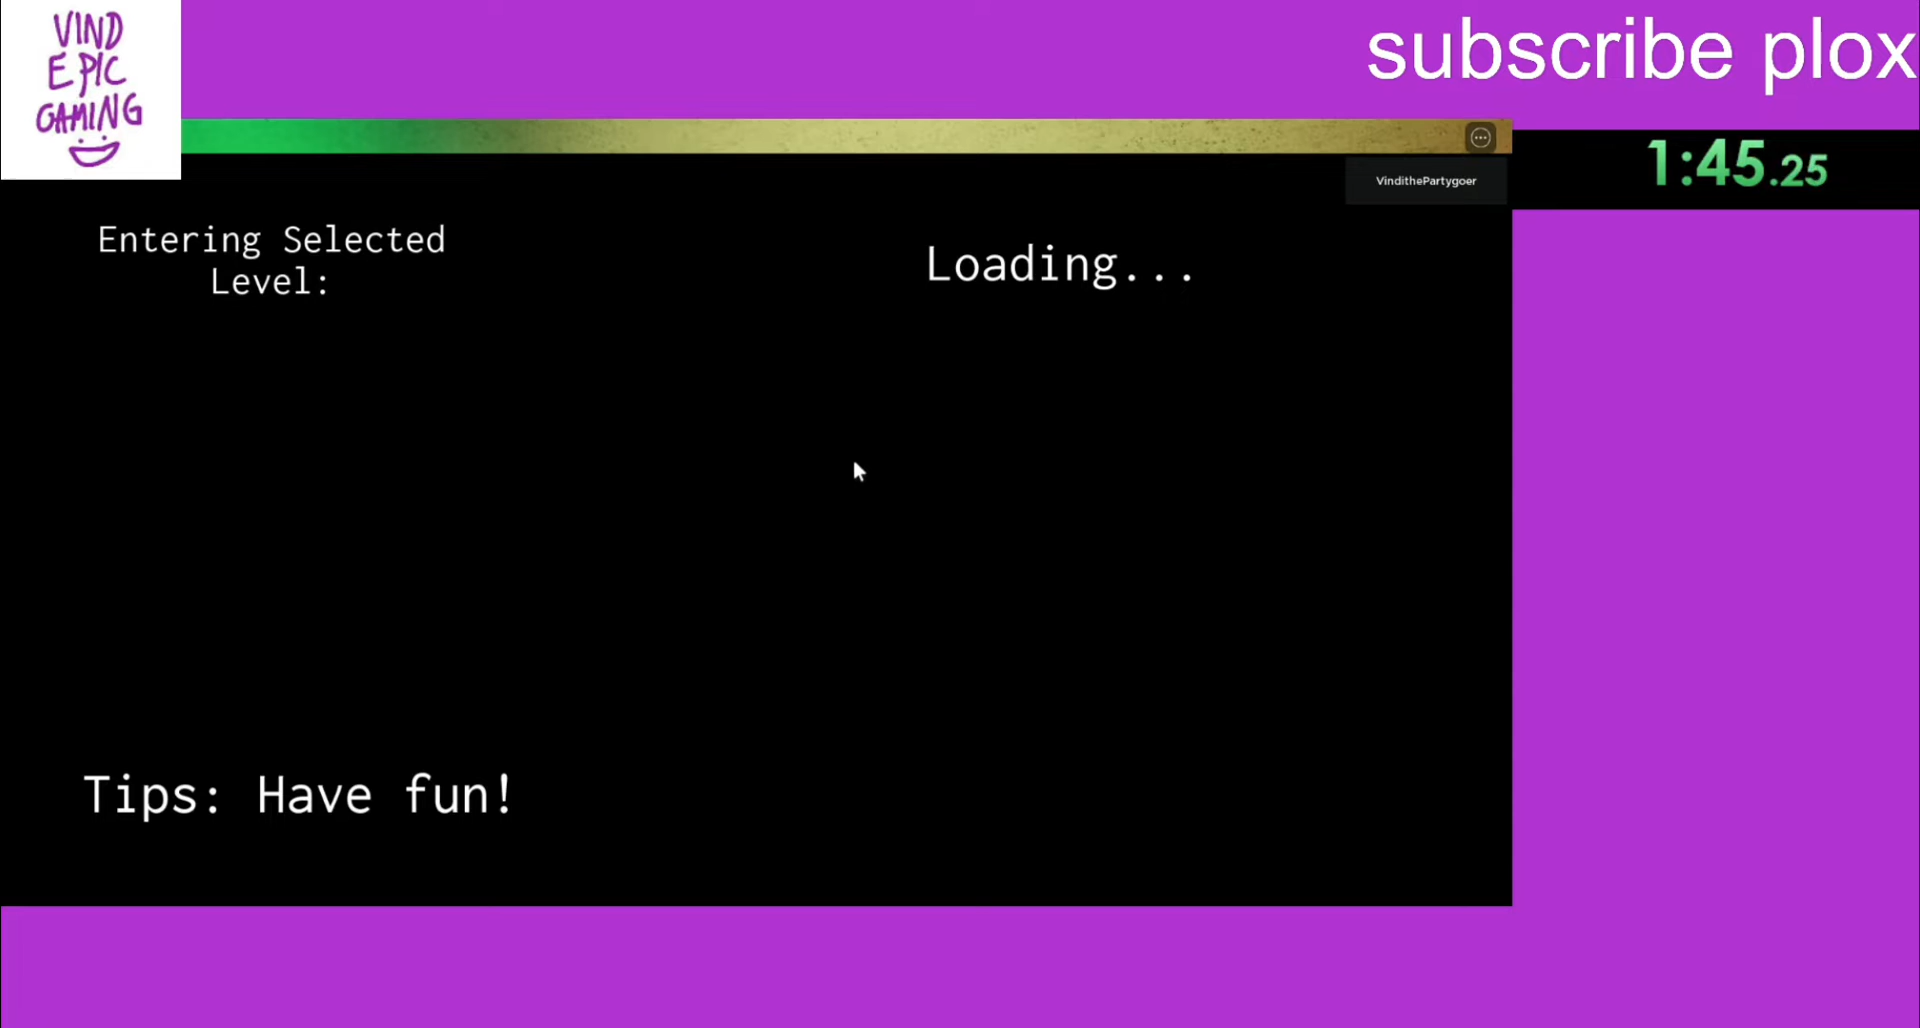 VIND
EPIC
GAMING
subscribe plox
1:45.25
VindithePartygoer
Entering Selected
Level:
Loading...
Tips: Have fun!